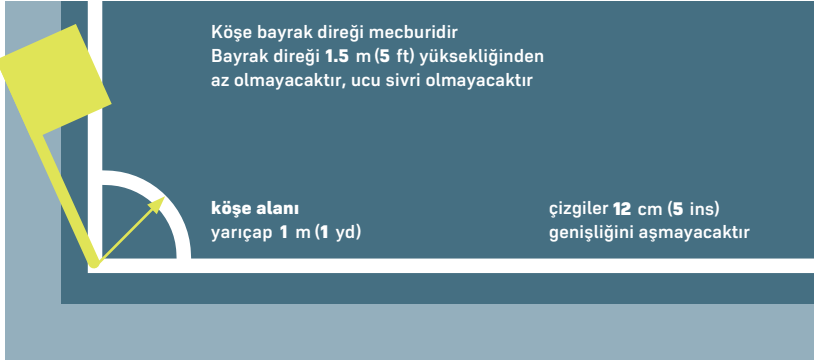 Köşe bayrak direği mecburidir
Bayrak direği 1.5 m (5 ft) yüksekliğinden
az olmayacaktır, ucu sivri olmayacaktır
köşe alanı
yarıçap 1 m (1 yd)
çizgiler 12 cm (5 ins)
genişliğini aşmayacaktır